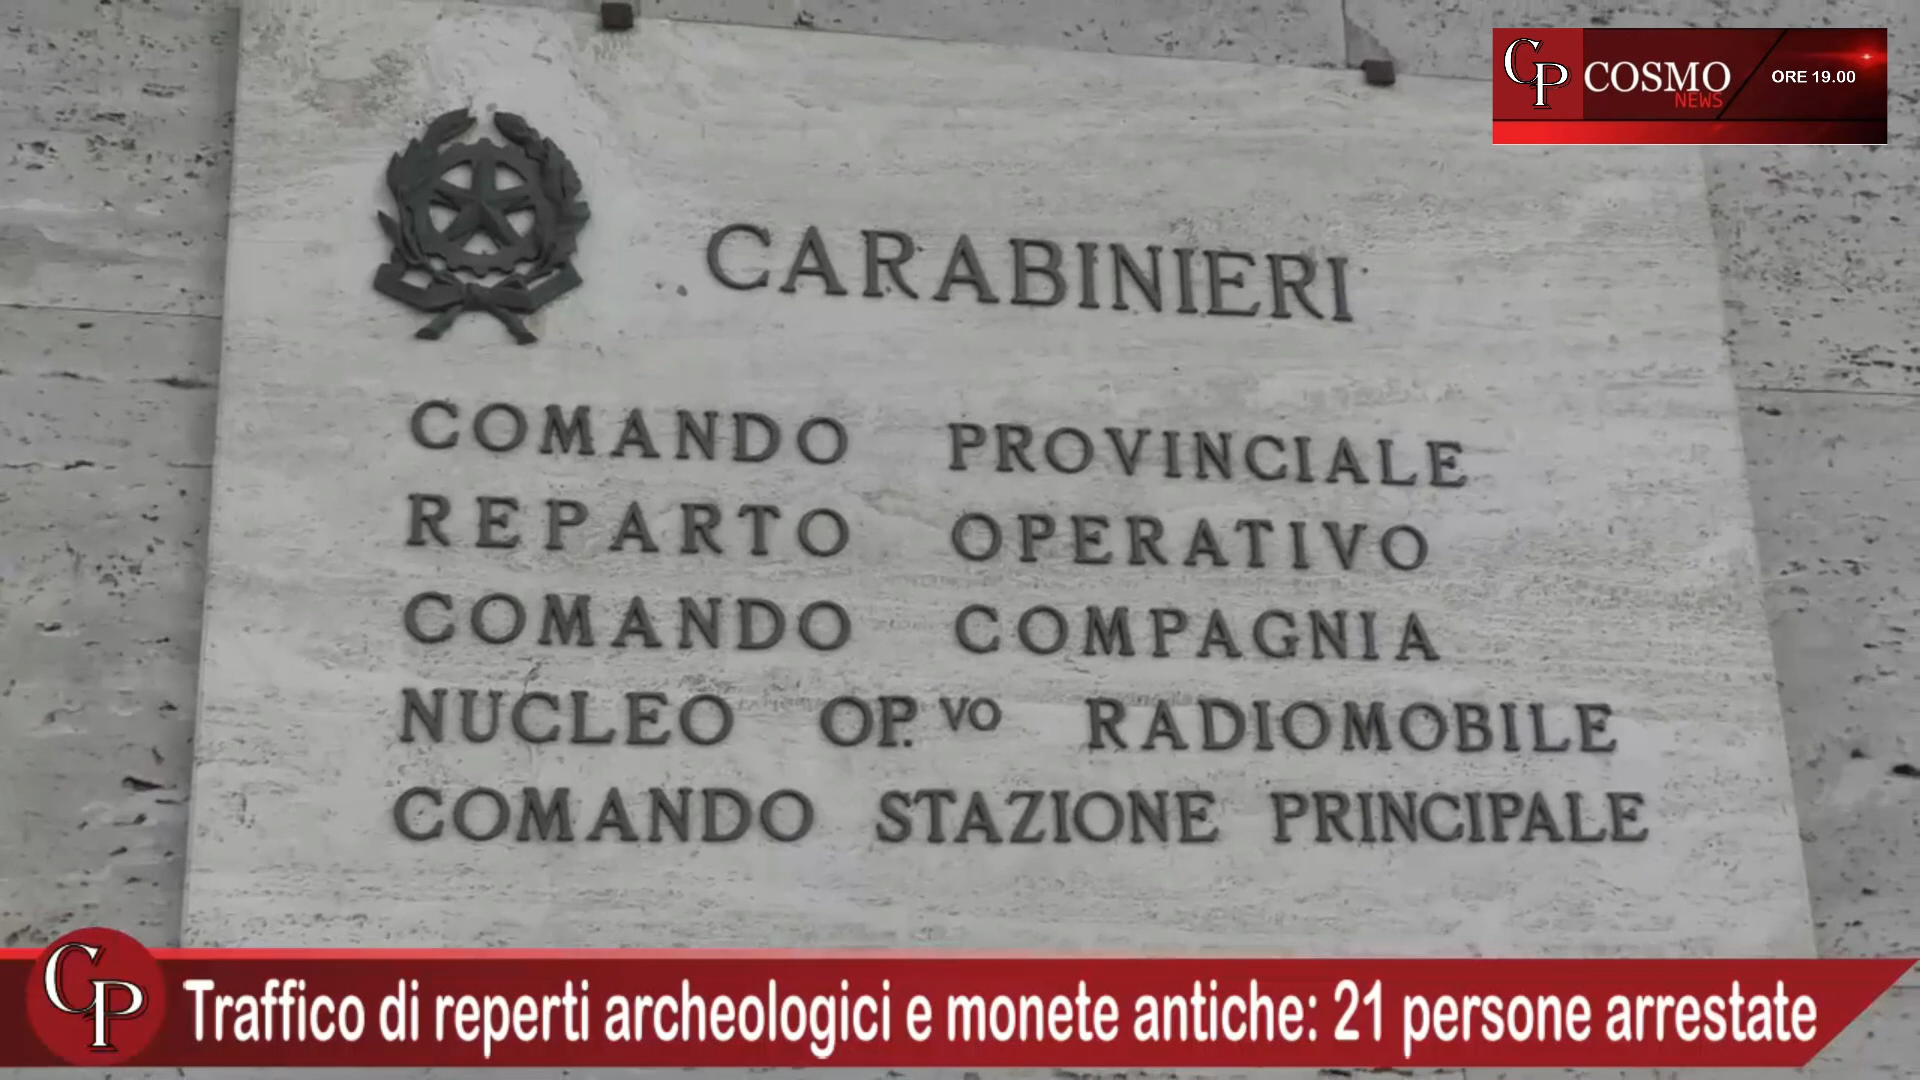 CP COSMO NEWS ORE 19.00
CARABINIERI
COMANDO PROVINCIALE
REPARTO OPERATIVO
COMANDO COMPAGNIA
NUCLEO OP.VO RADIOMOBILE
COMANDO STAZIONE PRINCIPALE
CP Traffico di reperti archeologici e monete antiche: 21 persone arrestate